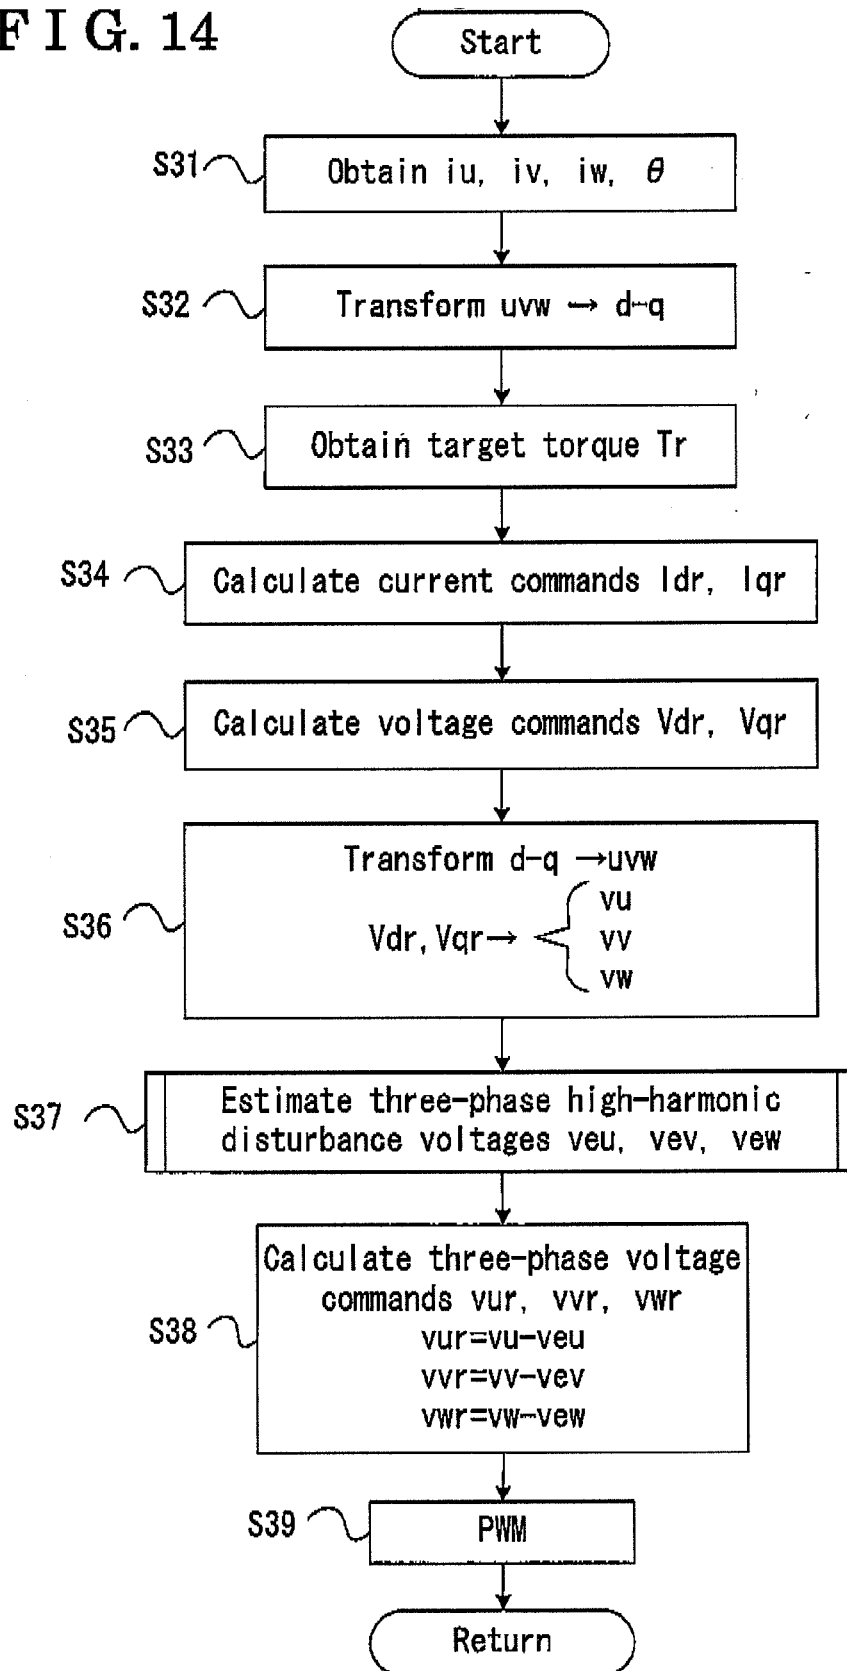 FIG. 14
Start
S31
Obtain iu, iv, iw, θ
S32
Transform uvw → d-q
S33
Obtain target torque Tr
S34
Calculate current commands Idr, Iqr
S35
Calculate voltage commands Vdr, Vqr
S36
Transform d-q →uvw
vu
Vdr, Vqr→ vv
vw
S37
Estimate three-phase high-harmonic
disturbance voltages veu, vev, vew
S38
Calculate three-phase voltage
commands vur, vvr, vwr
vur=vu-veu
vvr=vv-vev
vwr=vw-vew
S39
PWM
Return